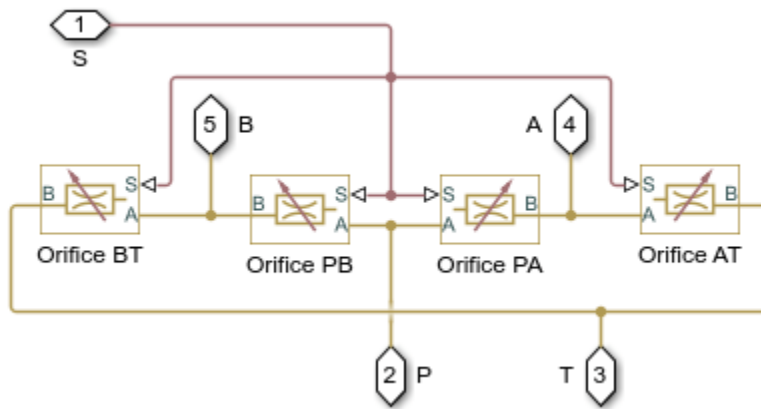 1
S
5 B
A 4
B S A
B S A
S A B
S A B
Orifice BT
Orifice PB
Orifice PA
Orifice AT
2 P
T 3